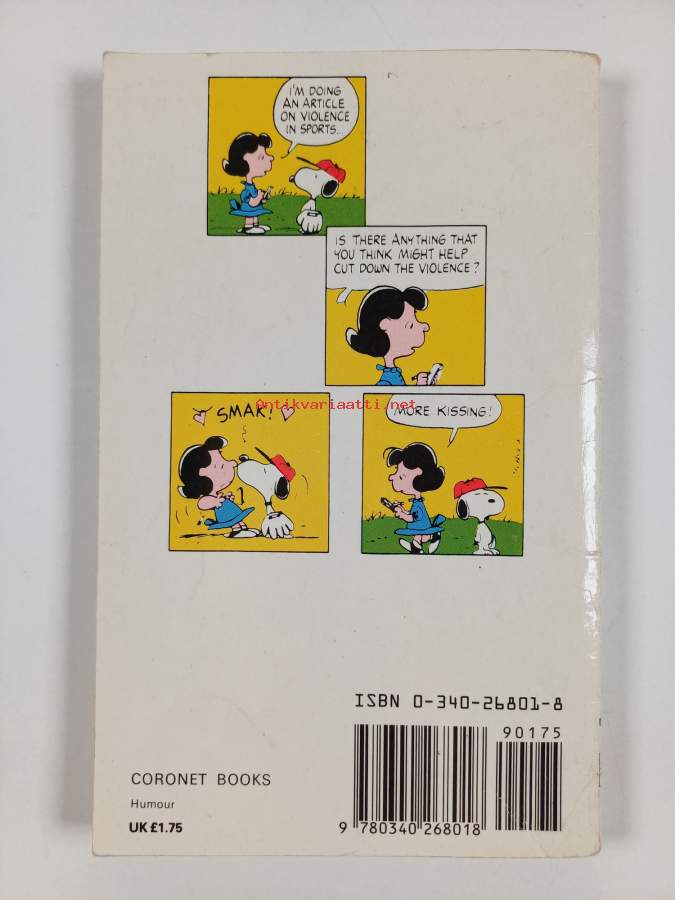 I'M DOING
AN ARTICLE
ON VIOLENCE
IN SPORTS...
IS THERE ANYTHING THAT
YOU THINK MIGHT HELP
CUT DOWN THE VIOLENCE?
SMAK!
Antikvariaatti.net
MORE KISSING!
ISBN 0-340-26801-8
90175
9 780340 268018
CORONET BOOKS
Humour
UK £1.75